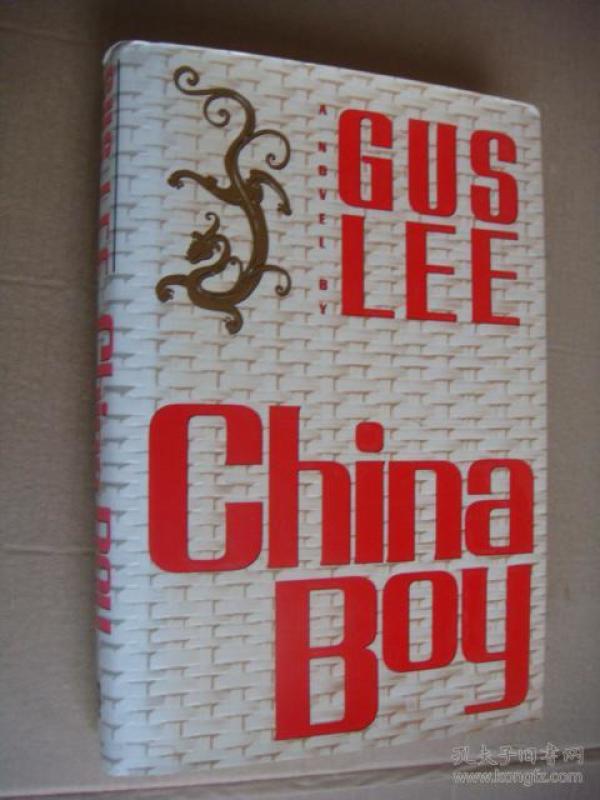 A NOVEL BY
GUS
LEE
China
Boy
GUS LEE
China Boy
孔夫子旧书网
www.kongfz.com